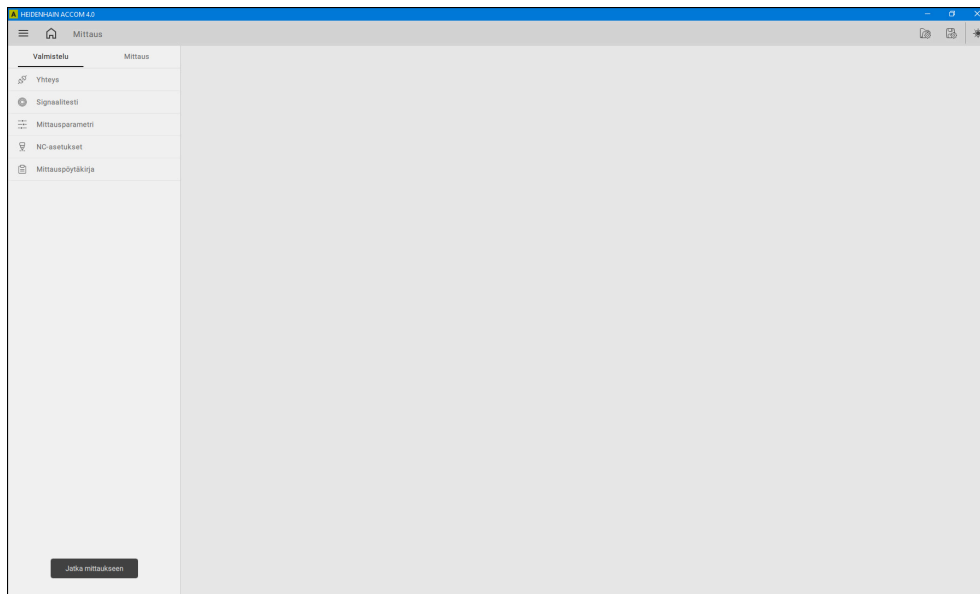 HEIDENHAIN ACCOM 4.0
Mittaus
Valmistelu Mittaus
Yhteys
Signaalitesti
Mittausparametri
NC-asetukset
Mittauspöytäkirja
Jatka mittaukseen